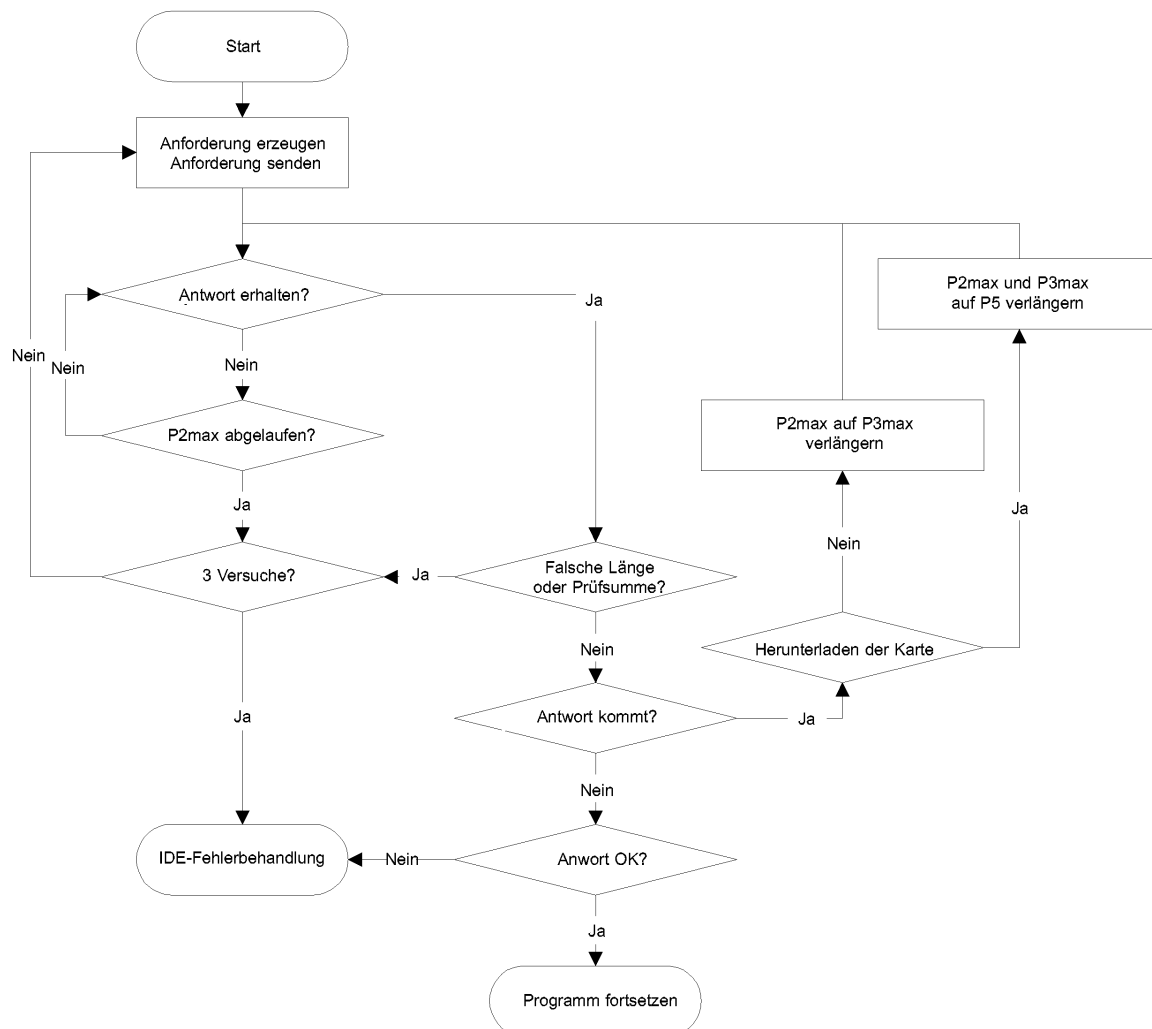 Start
Anforderung erzeugen
Anforderung senden
Antwort erhalten?
Ja
P2max und P3max
auf P5 verlängern
Nein
Nein
Nein
P2max abgelaufen?
P2max auf P3max
verlängern
Ja
Ja
Nein
3 Versuche?
Ja
Falsche Länge
oder Prüfsumme?
Nein
Herunterladen der Karte
Ja
Antwort kommt?
Ja
Nein
IDE-Fehlerbehandlung
Nein
Anwort OK?
Ja
Programm fortsetzen